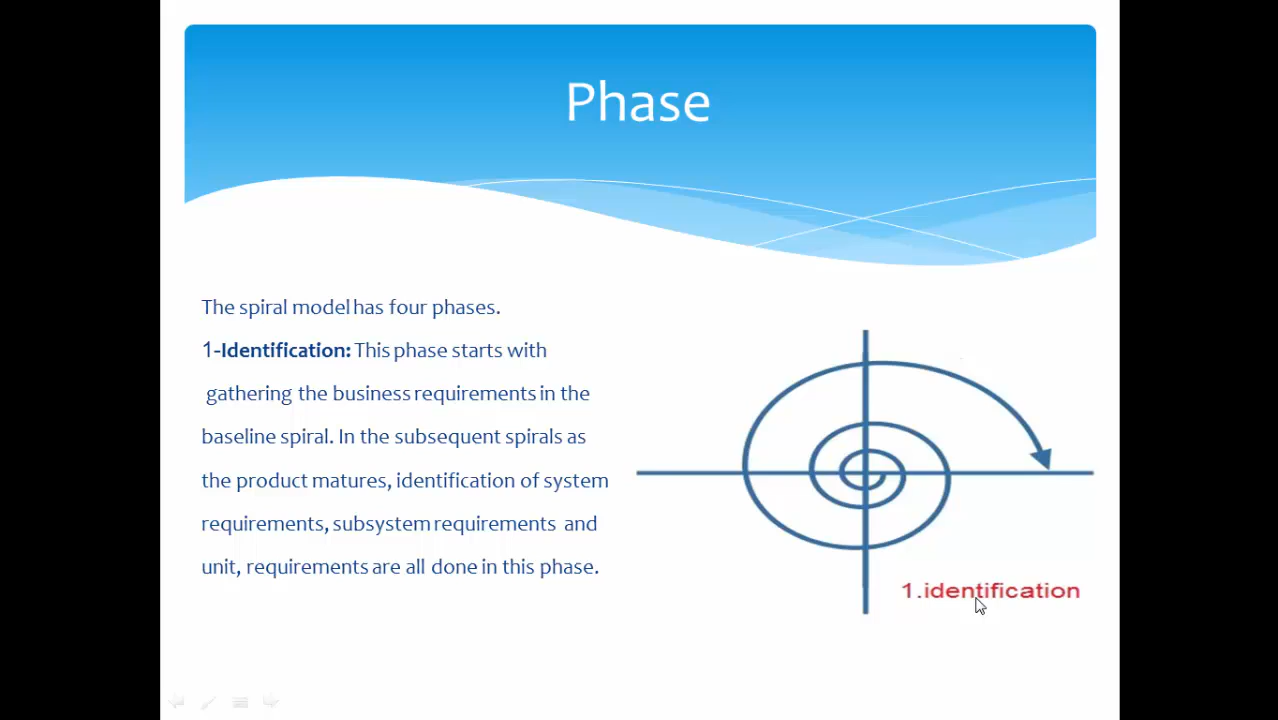 Phase
The spiral model has four phases.
1-Identification: This phase starts with
gathering the business requirements in the
baseline spiral. In the subsequent spirals as
the product matures, identification of system
requirements, subsystem requirements and
unit, requirements are all done in this phase.
1.identification